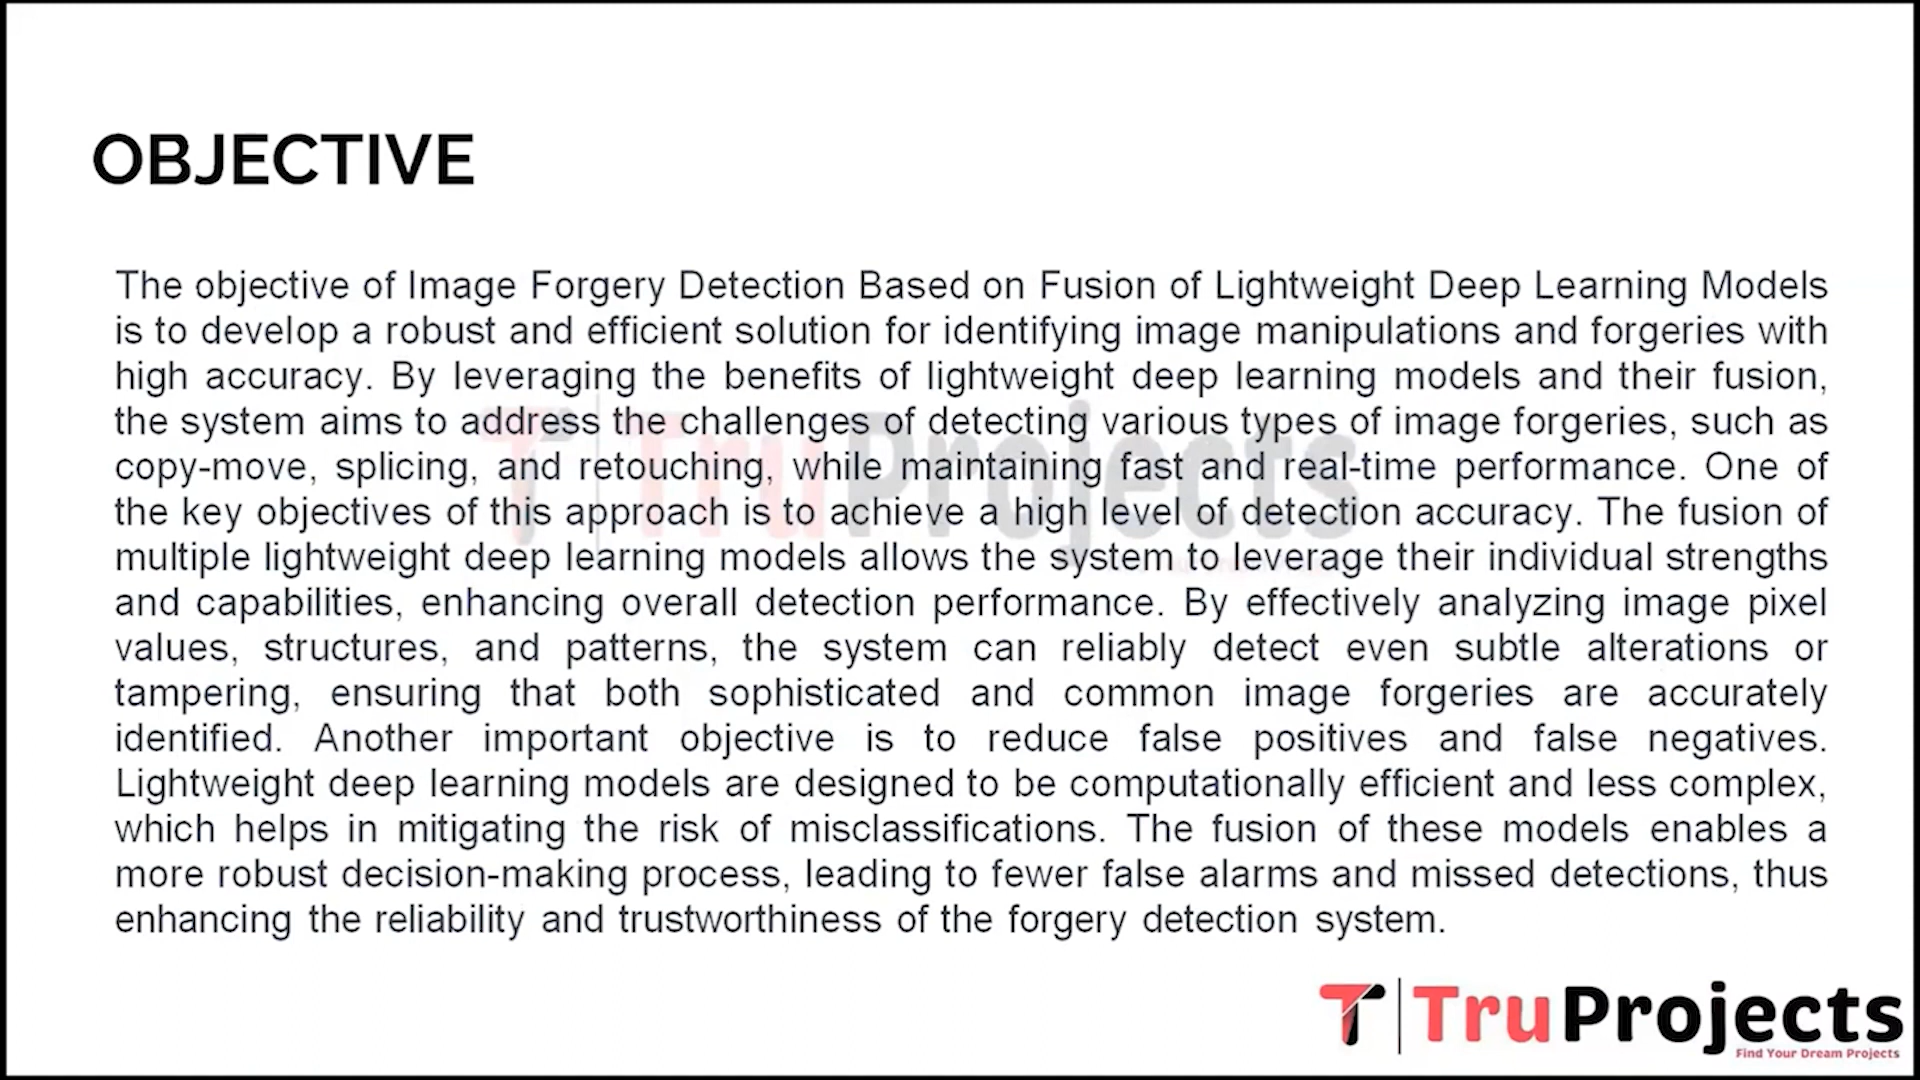 OBJECTIVE
The objective of Image Forgery Detection Based on Fusion of Lightweight Deep Learning Models
is to develop a robust and efficient solution for identifying image manipulations and forgeries with
high accuracy. By leveraging the benefits of lightweight deep learning models and their fusion,
the system aims to address the challenges of detecting various types of image forgeries, such as
copy-move, splicing, and retouching, while maintaining fast and real-time performance. One of
the key objectives of this approach is to achieve a high level of detection accuracy. The fusion of
multiple lightweight deep learning models allows the system to leverage their individual strengths
and capabilities, enhancing overall detection performance. By effectively analyzing image pixel
values, structures, and patterns, the system can reliably detect even subtle alterations or
tampering, ensuring that both sophisticated and common image forgeries are accurately
identified. Another important objective is to reduce false positives and false negatives.
Lightweight deep learning models are designed to be computationally efficient and less complex,
which helps in mitigating the risk of misclassifications. The fusion of these models enables a
more robust decision-making process, leading to fewer false alarms and missed detections, thus
enhancing the reliability and trustworthiness of the forgery detection system.
TruProjects
TruProjects
Find Your Dream Projects